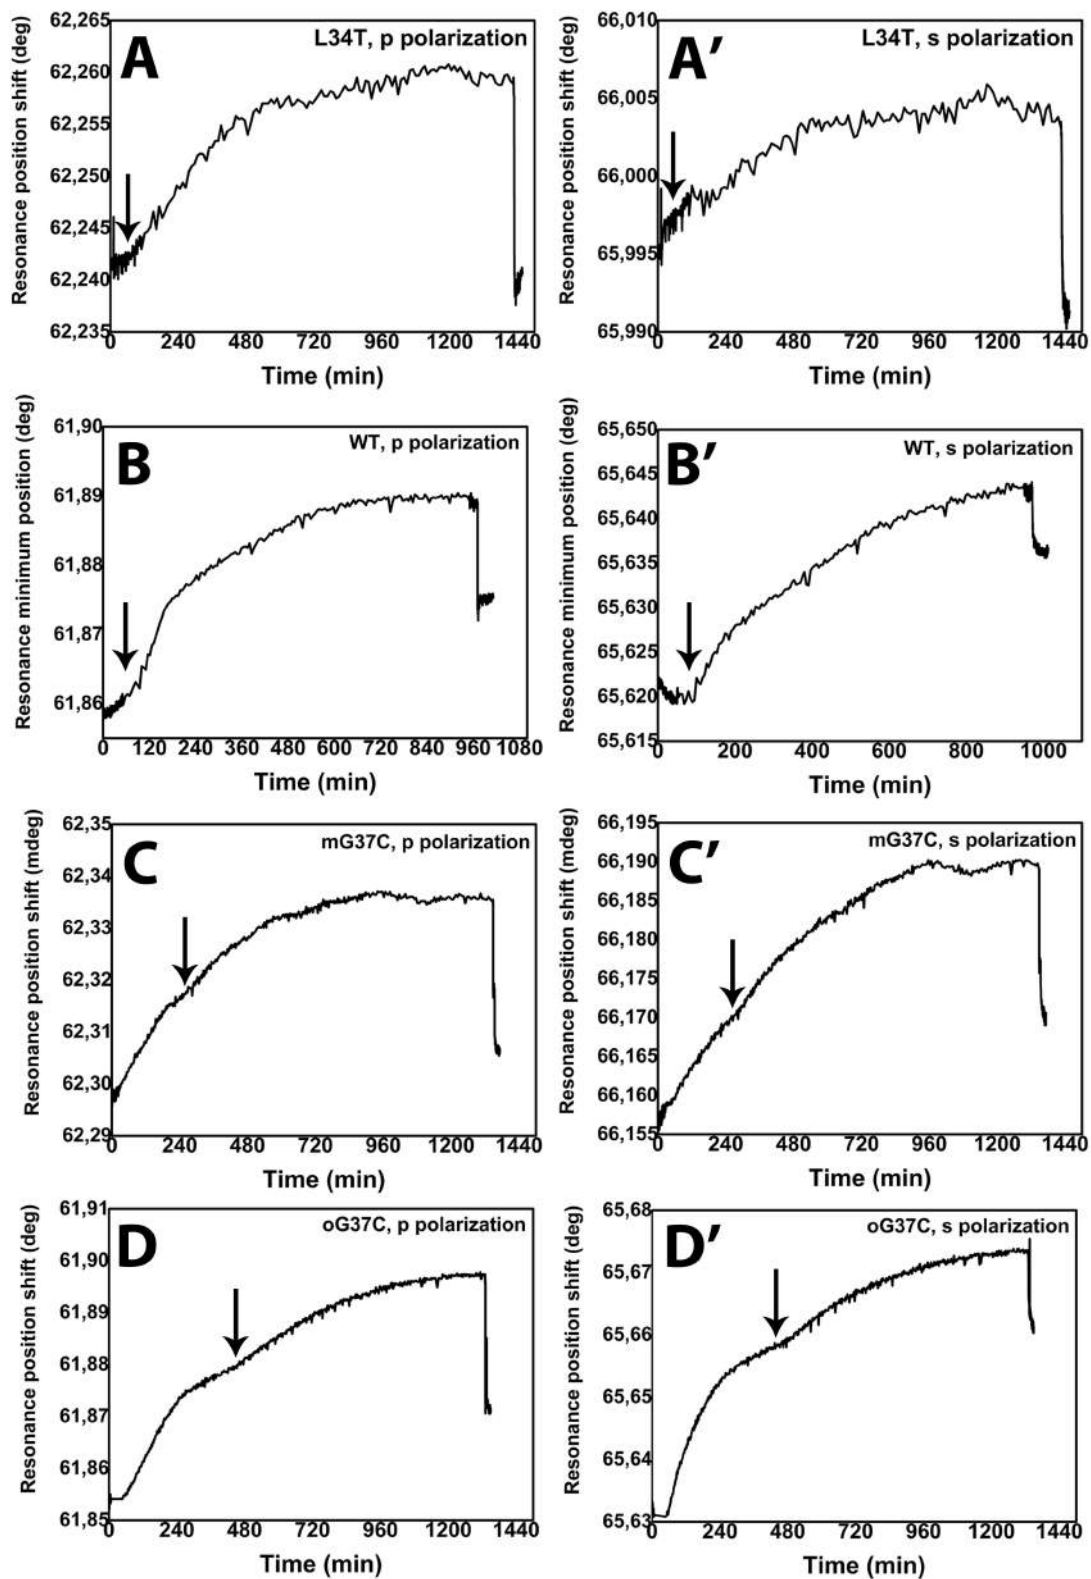 A
L34T, p polarization
Resonance position shift (deg)
62,265
62,260
62,255
62,250
62,245
62,240
62,235
0 240 480 720 960 1200 1440
Time (min)
A′
L34T, s polarization
Resonance position shift (deg)
66,010
66,005
66,000
65,995
65,990
0 240 480 720 960 1200 1440
Time (min)
B
WT, p polarization
Resonance minimum position (deg)
61,90
61,89
61,88
61,87
61,86
0 120 240 360 480 600 720 840 960 1080
Time (min)
B′
WT, s polarization
Resonance minimum position (deg)
65,650
65,645
65,640
65,635
65,630
65,625
65,620
65,615
0 200 400 600 800 1000
Time (min)
C
mG37C, p polarization
Resonance position shift (mdeg)
62,35
62,34
62,33
62,32
62,31
62,30
62,29
0 240 480 720 960 1200 1440
Time (min)
C′
mG37C, s polarization
Resonance position shift (mdeg)
66,195
66,190
66,185
66,180
66,175
66,170
66,165
66,160
66,155
0 240 480 720 960 1200 1440
Time (min)
D
oG37C, p polarization
Resonance position shift (deg)
61,91
61,90
61,89
61,88
61,87
61,86
61,85
0 240 480 720 960 1200 1440
Time (min)
D′
oG37C, s polarization
Resonance position shift (deg)
65,68
65,67
65,66
65,65
65,64
65,63
0 240 480 720 960 1200 1440
Time (min)